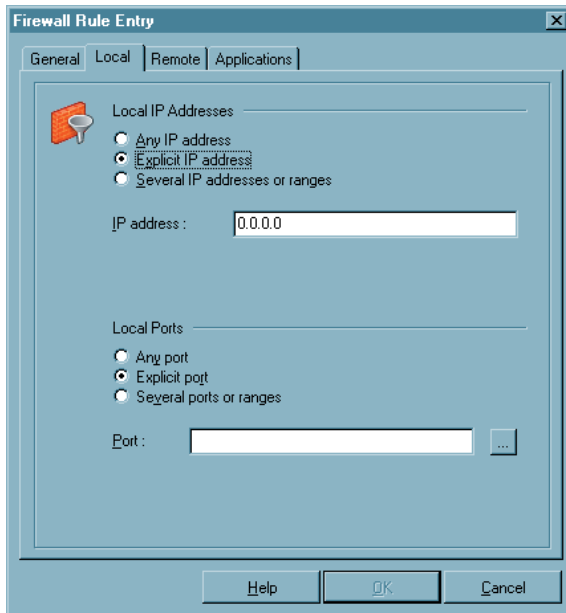 Firewall Rule Entry
General Local Remote Applications
Local IP Addresses
Any IP address
Explicit IP address
Several IP addresses or ranges
IP address : 0.0.0.0
Local Ports
Any port
Explicit port
Several ports or ranges
Port : ...
Help OK Cancel